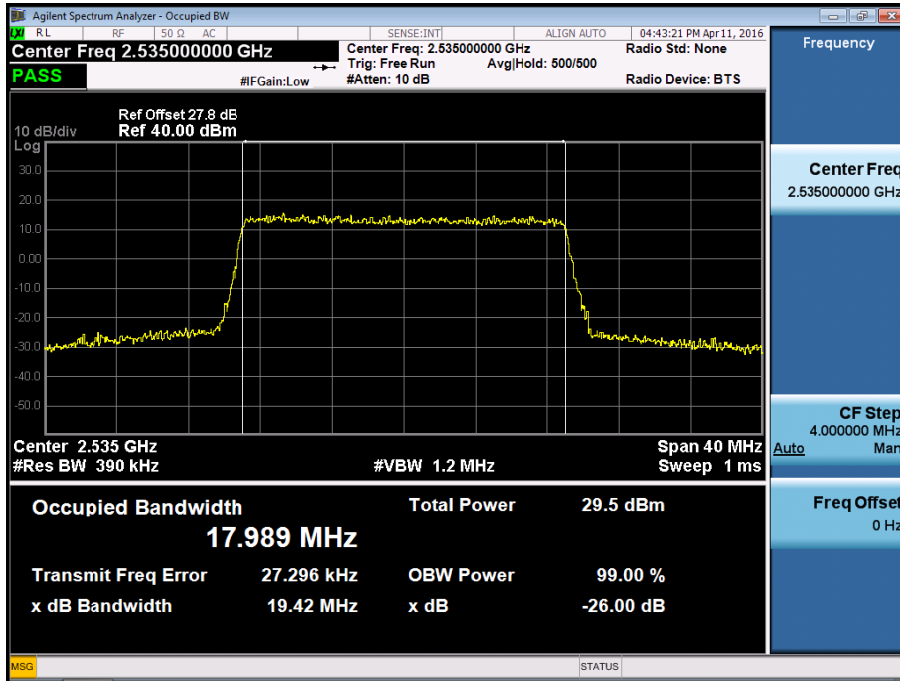 Agilent Spectrum Analyzer - Occupied BW
LXI RL RF 50 Ω AC SENSE:INT ALIGN AUTO 04:43:21 PM Apr 11, 2016
Center Freq 2.535000000 GHz
Center Freq: 2.535000000 GHz Radio Std: None
Trig: Free Run Avg|Hold: 500/500
PASS
#IFGain:Low #Atten: 10 dB Radio Device: BTS
Ref Offset 27.8 dB
10 dB/div Ref 40.00 dBm
Log
30.0
20.0
10.0
0.00
-10.0
-20.0
-30.0
-40.0
-50.0
Center 2.535 GHz Span 40 MHz
#Res BW 390 kHz #VBW 1.2 MHz Sweep 1 ms
Occupied Bandwidth Total Power 29.5 dBm
17.989 MHz
Transmit Freq Error 27.296 kHz OBW Power 99.00 %
x dB Bandwidth 19.42 MHz x dB -26.00 dB
MSG STATUS
Frequency
Center Freq
2.535000000 GHz
CF Step
4.000000 MHz
Auto Man
Freq Offset
0 Hz